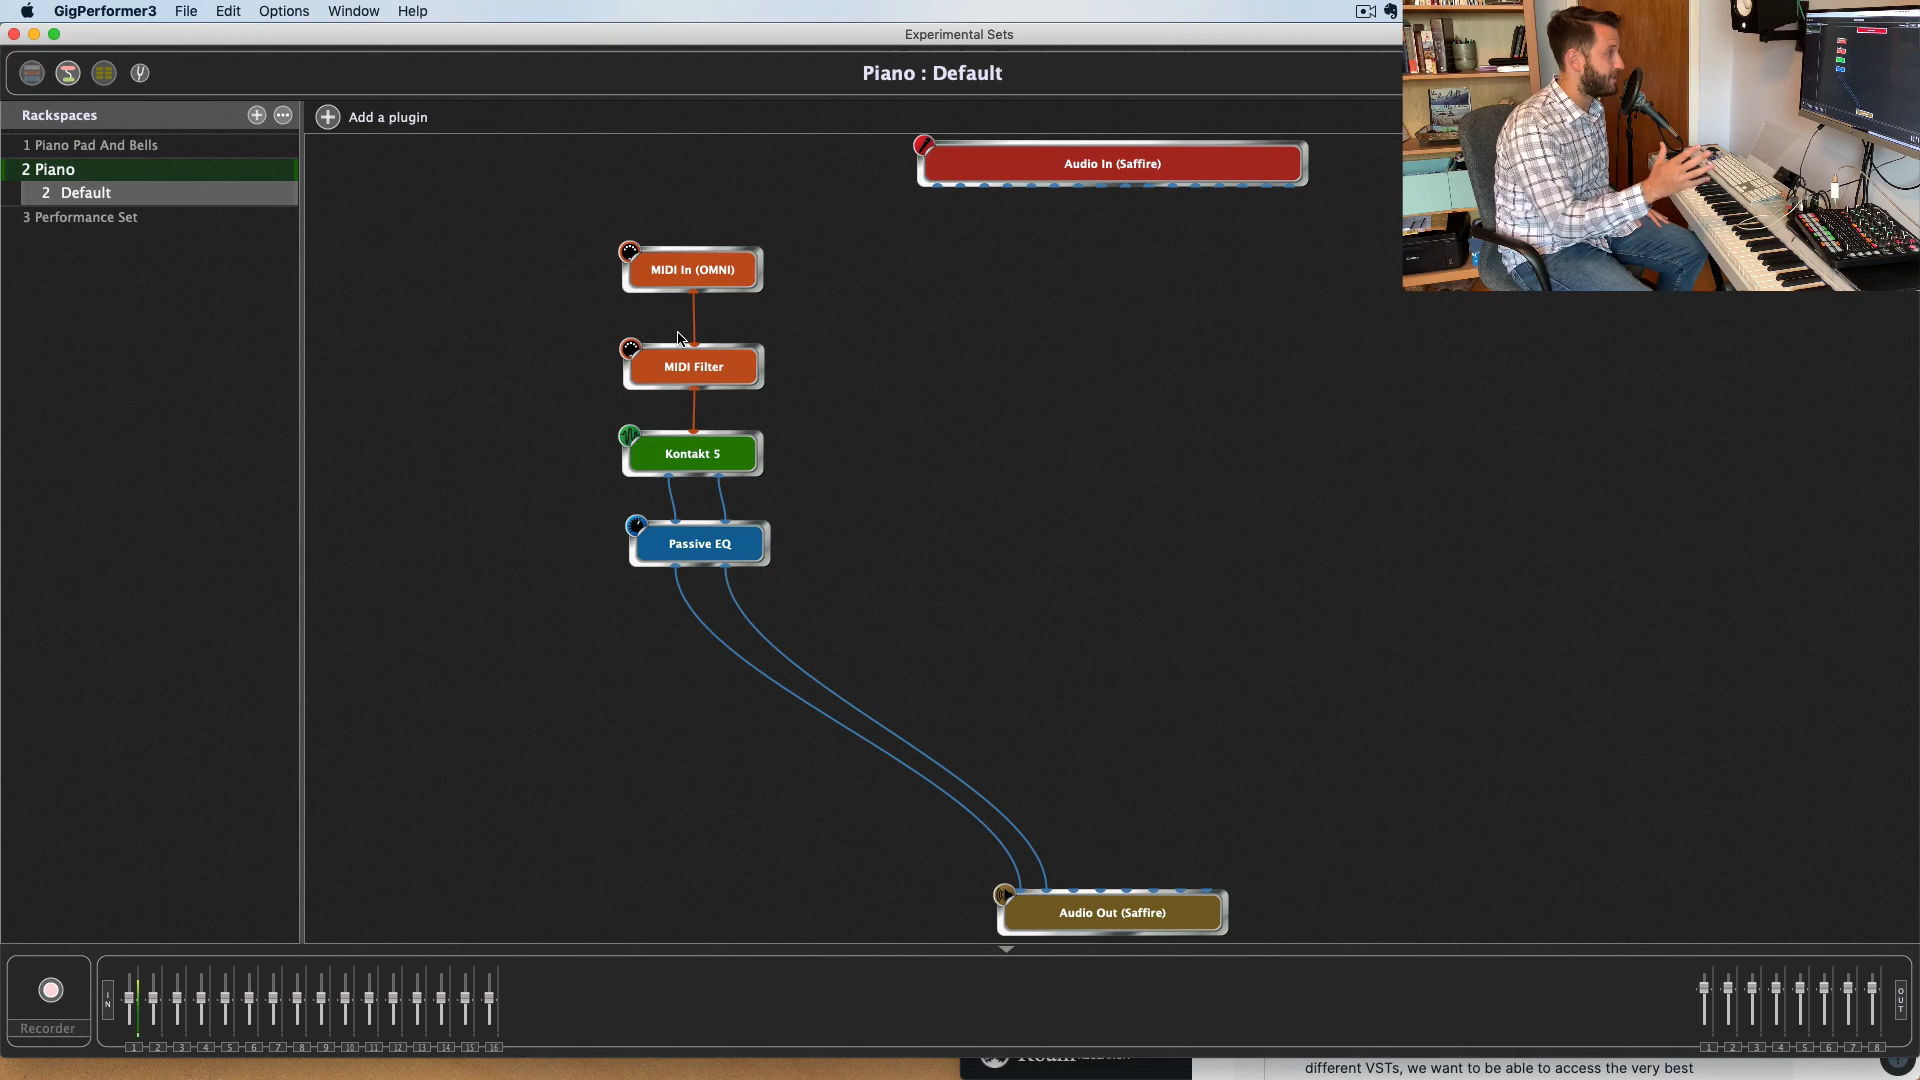 GigPerformer3 File Edit Options Window Help
Experimental Sets
Piano : Default
Rackspaces
Add a plugin
1 Piano Pad And Bells
2 Piano
2 Default
3 Performance Set
Audio In (Saffire)
MIDI In (OMNI)
MIDI Filter
Kontakt 5
Passive EQ
Audio Out (Saffire)
IN
OUT
Recorder
1 2 3 4 5 6 7 8 9 10 11 12 13 14 15 16
1 2 3 4 5 6 7 8
different VSTs, we want to be able to access the very best